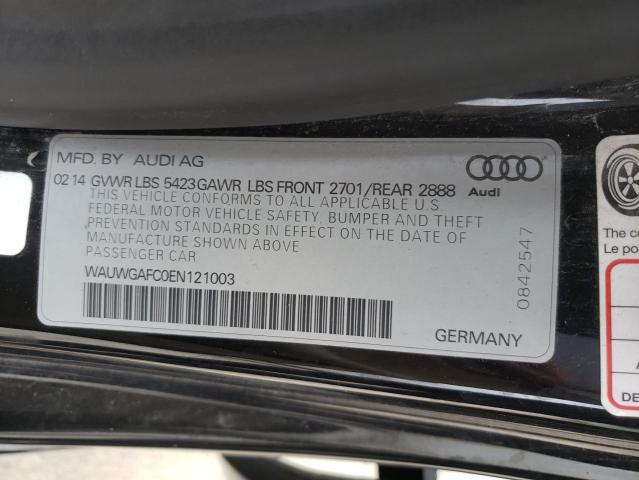 MFD. BY AUDI AG
02 14 GVWR LBS 5423 GAWR LBS FRONT 2701/REAR 2888
THIS VEHICLE CONFORMS TO ALL APPLICABLE U S
FEDERAL MOTOR VEHICLE SAFETY, BUMPER AND THEFT
PREVENTION STANDARDS IN EFFECT ON THE DATE OF
MANUFACTURE SHOWN ABOVE
PASSENGER CAR
WAUWGAFC0EN121003
GERMANY
Audi
0842547
The co
Le po
A
DE